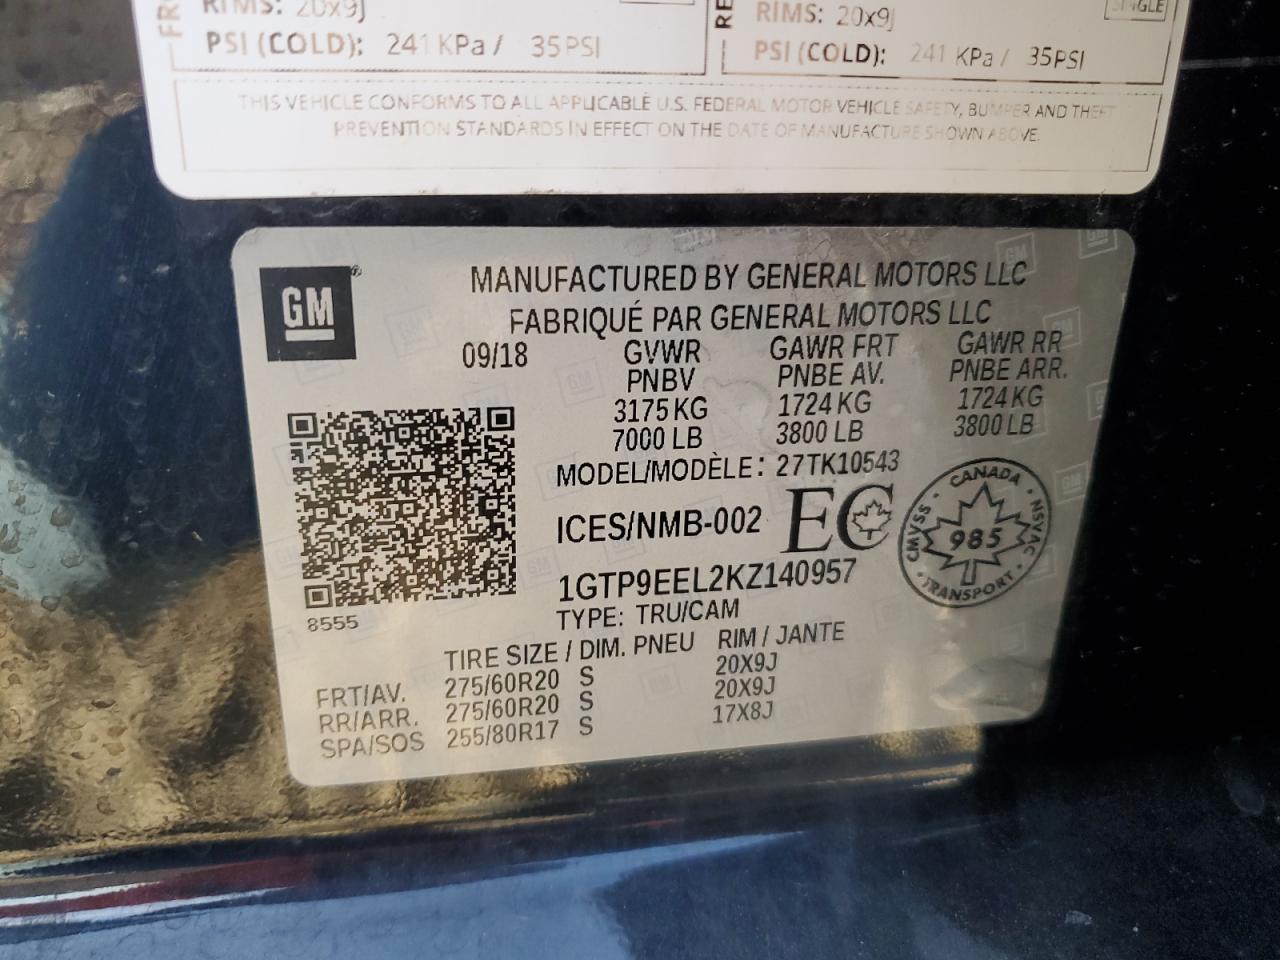 RIMS: 20x9J
PSI (COLD): 241 KPa / 35PSI
RIMS: 20x9J
SINGLE
PSI (COLD): 241 KPa / 35PSI
THIS VEHICLE CONFORMS TO ALL APPLICABLE U.S. FEDERAL MOTOR VEHICLE SAFETY, BUMPER AND THEFT
PREVENTION STANDARDS IN EFFECT ON THE DATE OF MANUFACTURE SHOWN ABOVE.
GM®
MANUFACTURED BY GENERAL MOTORS LLC
FABRIQUÉ PAR GENERAL MOTORS LLC
09/18 GVWR GAWR FRT GAWR RR
PNBV PNBE AV. PNBE ARR.
3175 KG 1724 KG 1724 KG
7000 LB 3800 LB 3800 LB
MODEL/MODÈLE: 27TK10543
ICES/NMB-002 EC
CANADA
CMVSS 985 NSVAC
TRANSPORT
1GTP9EEL2KZ140957
8555
TYPE: TRU/CAM
TIRE SIZE / DIM. PNEU RIM / JANTE
FRT/AV. 275/60R20 S 20X9J
RR/ARR. 275/60R20 S 20X9J
SPA/SOS 255/80R17 S 17X8J